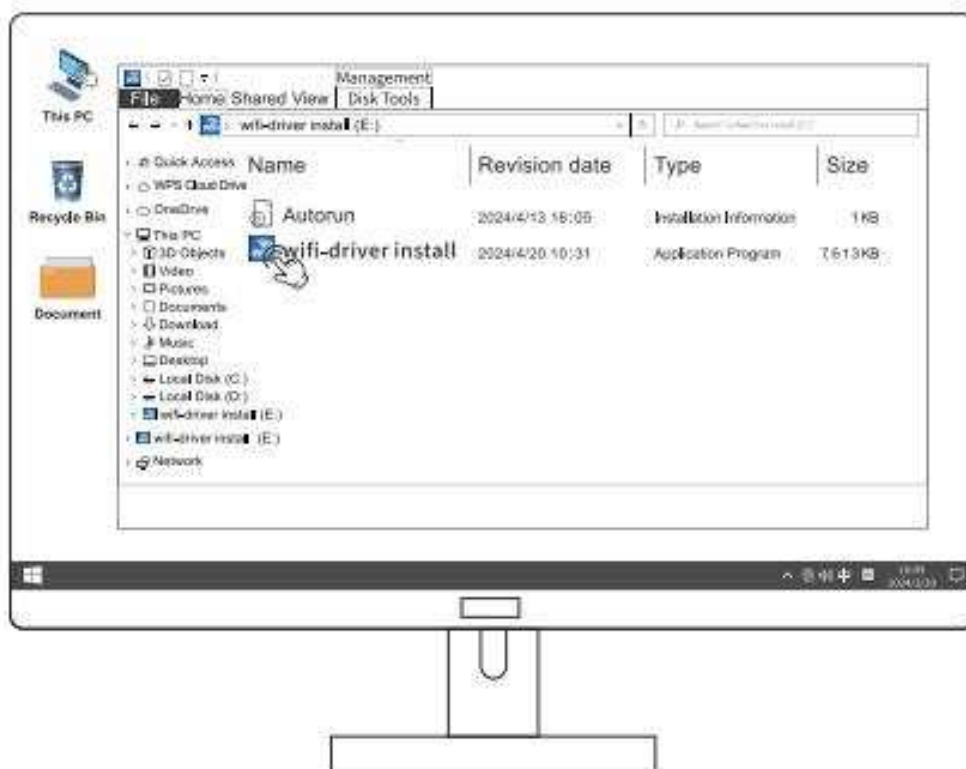 This PC
Recycle Bin
Document
Management
File Home Shared View Disk Tools
wifi-driver install (E:)
Name Revision date Type Size
Autorun 2024/4/13 16:05 Installation Information 1KB
wifi-driver install 2024/4/20 10:31 Application Program 7613KB
Quick Access
WPS Cloud Drive
OneDrive
This PC
3D Objects
Video
Pictures
Documents
Download
Music
Desktop
Local Disk (C:)
Local Disk (D:)
wifi-driver install (E:)
wifi-driver install (E:)
Network
中